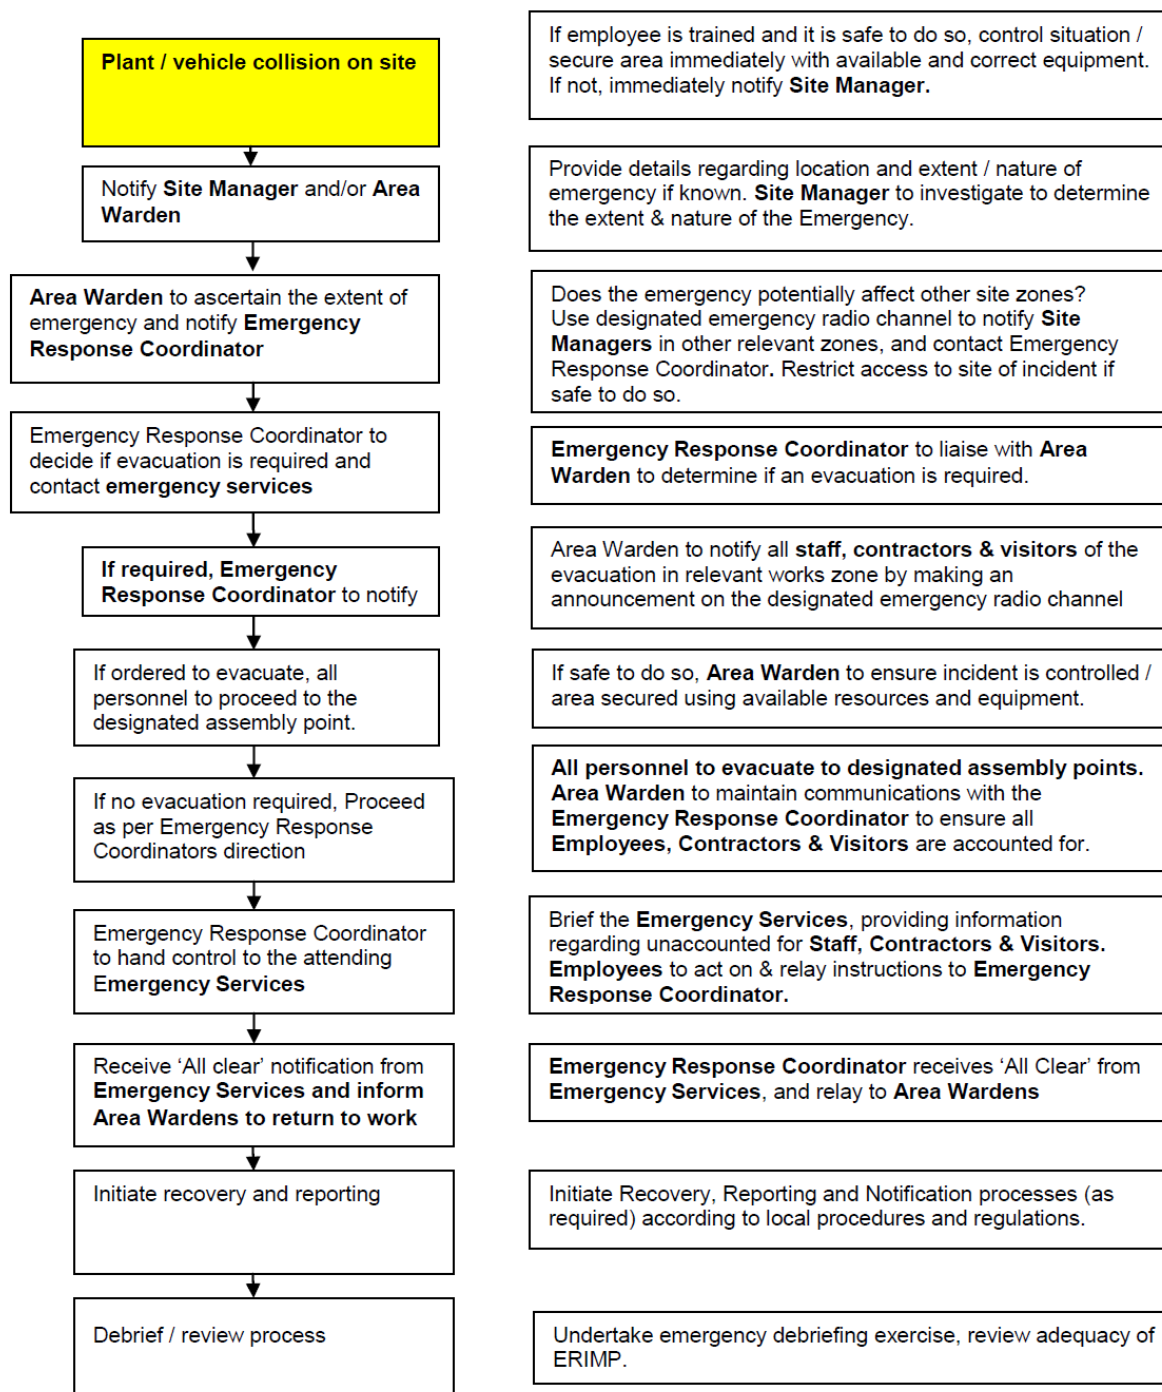 Plant / vehicle collision on site
If employee is trained and it is safe to do so, control situation /
secure area immediately with available and correct equipment.
If not, immediately notify Site Manager.
Notify Site Manager and/or Area
Warden
Provide details regarding location and extent / nature of
emergency if known. Site Manager to investigate to determine
the extent & nature of the Emergency.
Area Warden to ascertain the extent of
emergency and notify Emergency
Response Coordinator
Does the emergency potentially affect other site zones?
Use designated emergency radio channel to notify Site
Managers in other relevant zones, and contact Emergency
Response Coordinator. Restrict access to site of incident if
safe to do so.
Emergency Response Coordinator to
decide if evacuation is required and
contact emergency services
Emergency Response Coordinator to liaise with Area
Warden to determine if an evacuation is required.
If required, Emergency
Response Coordinator to notify
Area Warden to notify all staff, contractors & visitors of the
evacuation in relevant works zone by making an
announcement on the designated emergency radio channel
If ordered to evacuate, all
personnel to proceed to the
designated assembly point.
If safe to do so, Area Warden to ensure incident is controlled /
area secured using available resources and equipment.
If no evacuation required, Proceed
as per Emergency Response
Coordinators direction
All personnel to evacuate to designated assembly points.
Area Warden to maintain communications with the
Emergency Response Coordinator to ensure all
Employees, Contractors & Visitors are accounted for.
Emergency Response Coordinator
to hand control to the attending
Emergency Services
Brief the Emergency Services, providing information
regarding unaccounted for Staff, Contractors & Visitors.
Employees to act on & relay instructions to Emergency
Response Coordinator.
Receive ‘All clear’ notification from
Emergency Services and inform
Area Wardens to return to work
Emergency Response Coordinator receives ‘All Clear’ from
Emergency Services, and relay to Area Wardens
Initiate recovery and reporting
Initiate Recovery, Reporting and Notification processes (as
required) according to local procedures and regulations.
Debrief / review process
Undertake emergency debriefing exercise, review adequacy of
ERIMP.